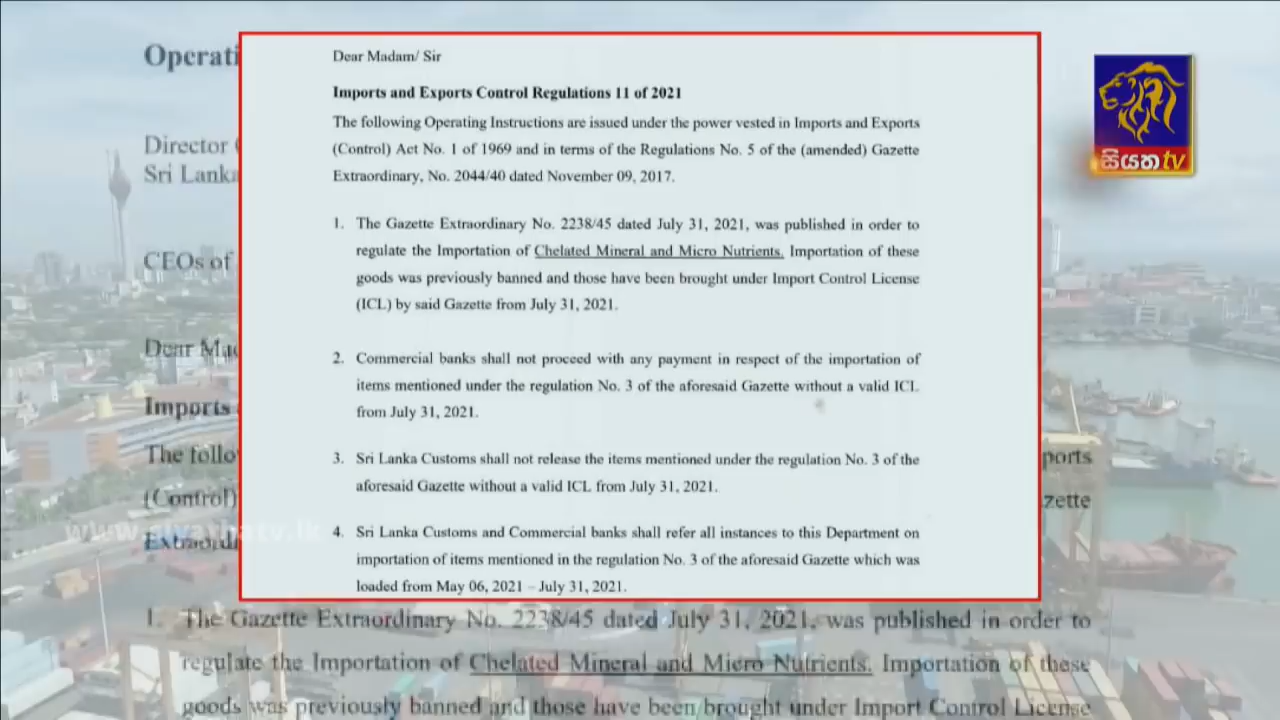 Operati
Director
Sri Lanka
CEOs of
Dear Mad
Imports
The follo
(Control)
Extraordi
ports
zette
Dear Madam/ Sir
Imports and Exports Control Regulations 11 of 2021
The following Operating Instructions are issued under the power vested in Imports and Exports
(Control) Act No. 1 of 1969 and in terms of the Regulations No. 5 of the (amended) Gazette
Extraordinary, No. 2044/40 dated November 09, 2017.
1. The Gazette Extraordinary No. 2238/45 dated July 31, 2021, was published in order to
regulate the Importation of Chelated Mineral and Micro Nutrients. Importation of these
goods was previously banned and those have been brought under Import Control License
(ICL) by said Gazette from July 31, 2021.
2. Commercial banks shall not proceed with any payment in respect of the importation of
items mentioned under the regulation No. 3 of the aforesaid Gazette without a valid ICL
from July 31, 2021.
3. Sri Lanka Customs shall not release the items mentioned under the regulation No. 3 of the
aforesaid Gazette without a valid ICL from July 31, 2021.
4. Sri Lanka Customs and Commercial banks shall refer all instances to this Department on
importation of items mentioned in the regulation No. 3 of the aforesaid Gazette which was
loaded from May 06, 2021 – July 31, 2021.
සියත tv
www.siyathatv.lk
1. The Gazette Extraordinary No. 2238/45 dated July 31, 2021, was published in order to
regulate the Importation of Chelated Mineral and Micro Nutrients. Importation of these
goods was previously banned and those have been brought under Import Control License